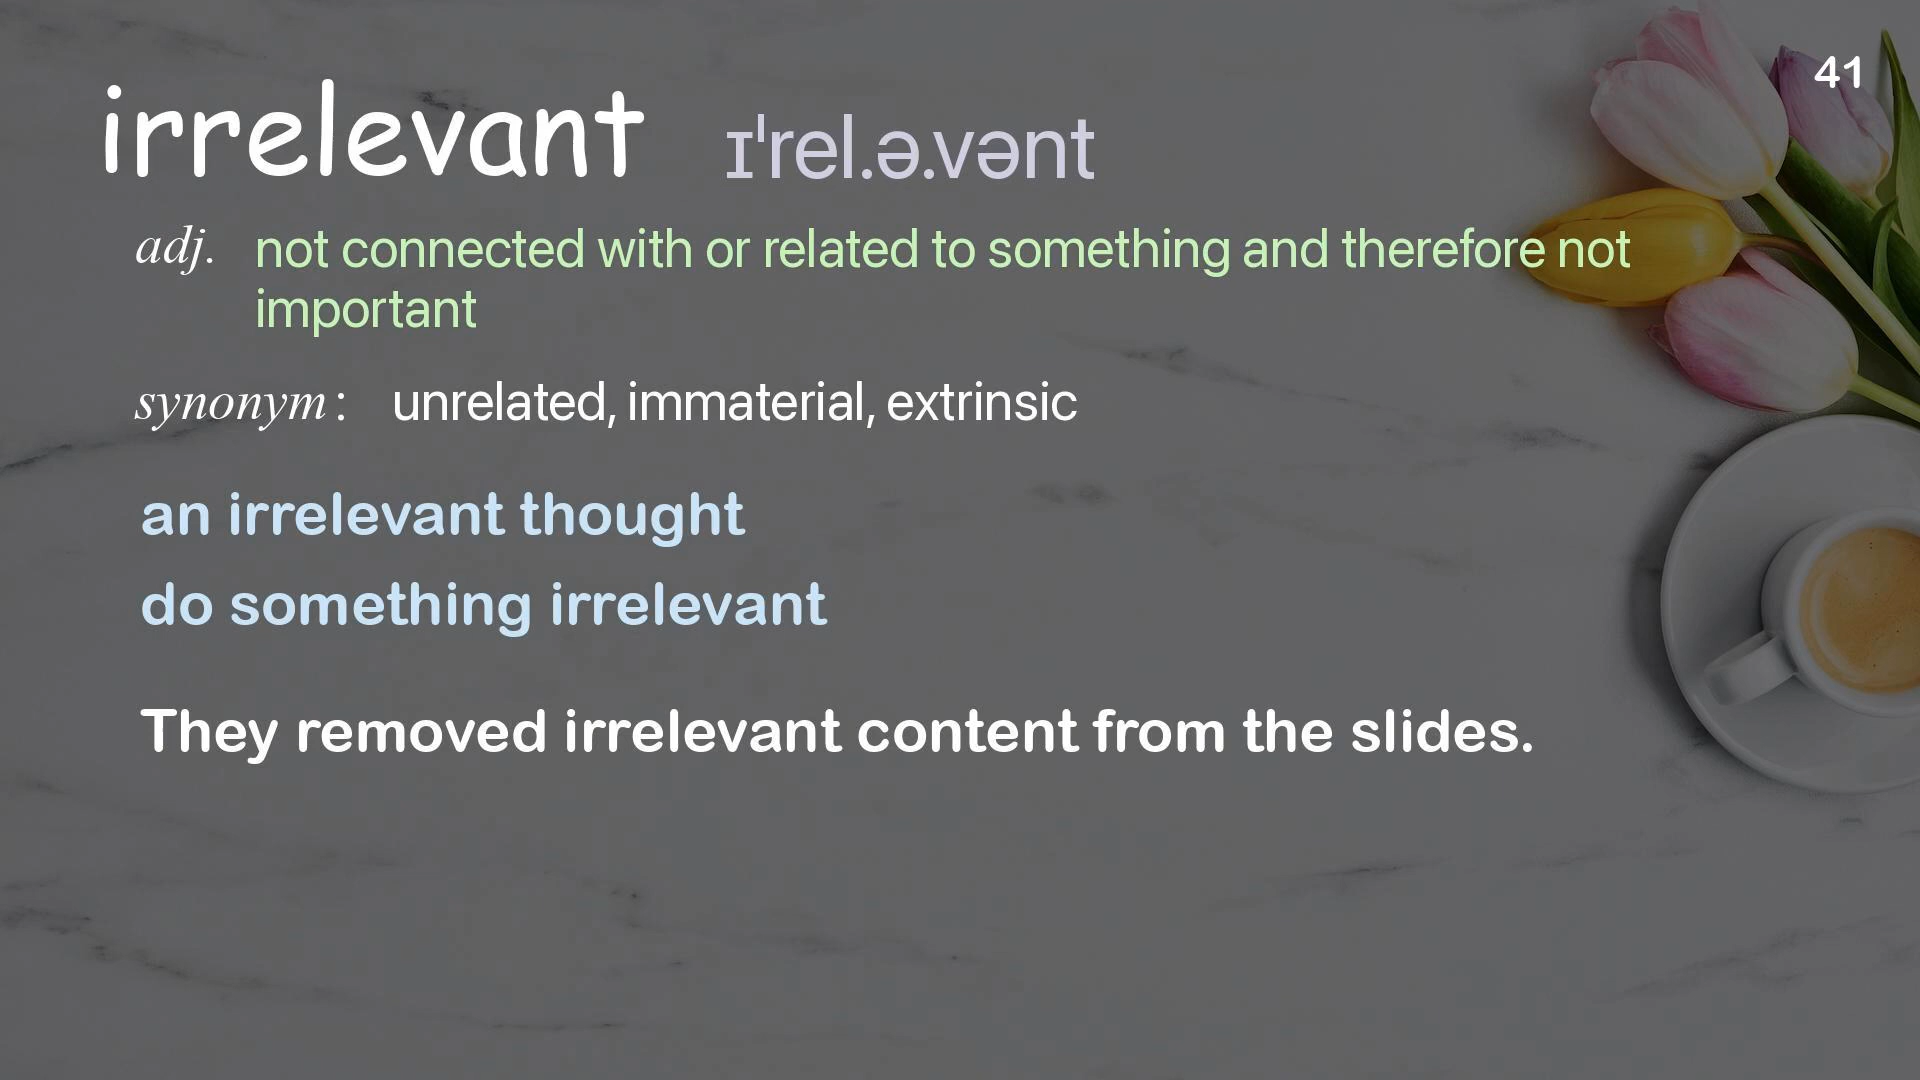 41
irrelevant ɪˈrel.ə.vənt
adj. not connected with or related to something and therefore not
important
synonym: unrelated, immaterial, extrinsic
an irrelevant thought
do something irrelevant
They removed irrelevant content from the slides.